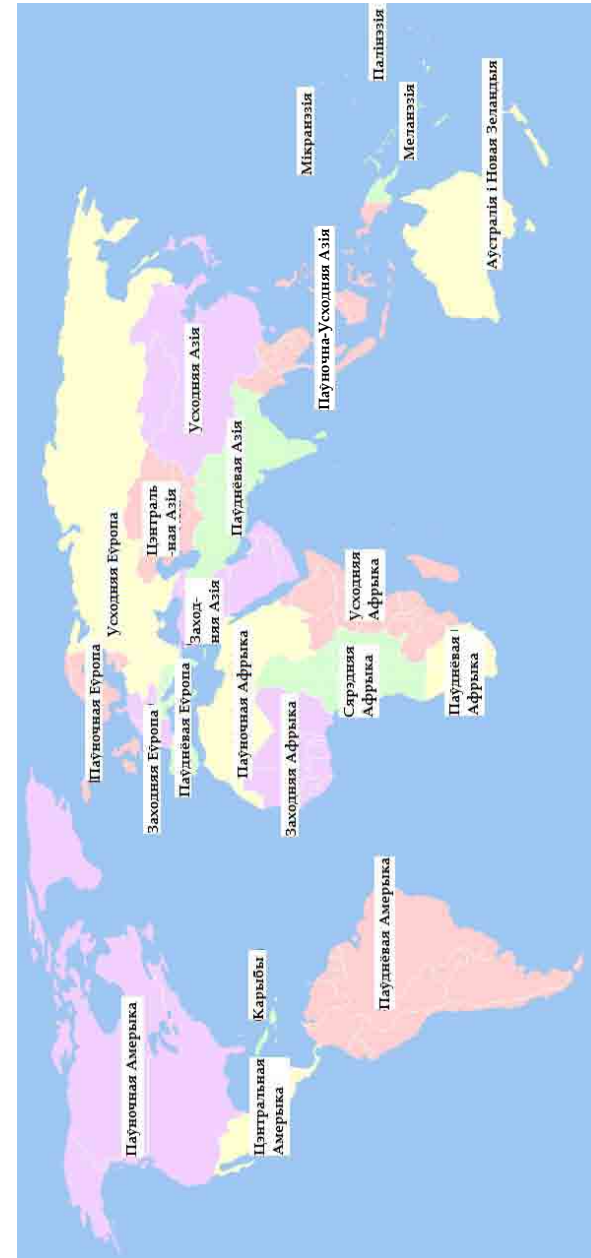 Паўночная Амерыка
Цэнтральная
Амерыка
Карыбы
Паўднёвая Амерыка
Паўночная Еўропа
Заходняя Еўропа
Паўднёвая Еўропа
Усходняя Еўропа
Паўночная Афрыка
Заходняя Афрыка
Сярэдняя
Афрыка
Усходняя
Афрыка
Паўднёвая
Афрыка
Заход-
няя Азія
Цэнтраль
-ная Азія
Паўднёвая Азія
Усходняя Азія
Паўночна-Усходняя Азія
Мікранэзія
Меланэзія
Палінэзія
Аўстралія і Новая Зеландыя